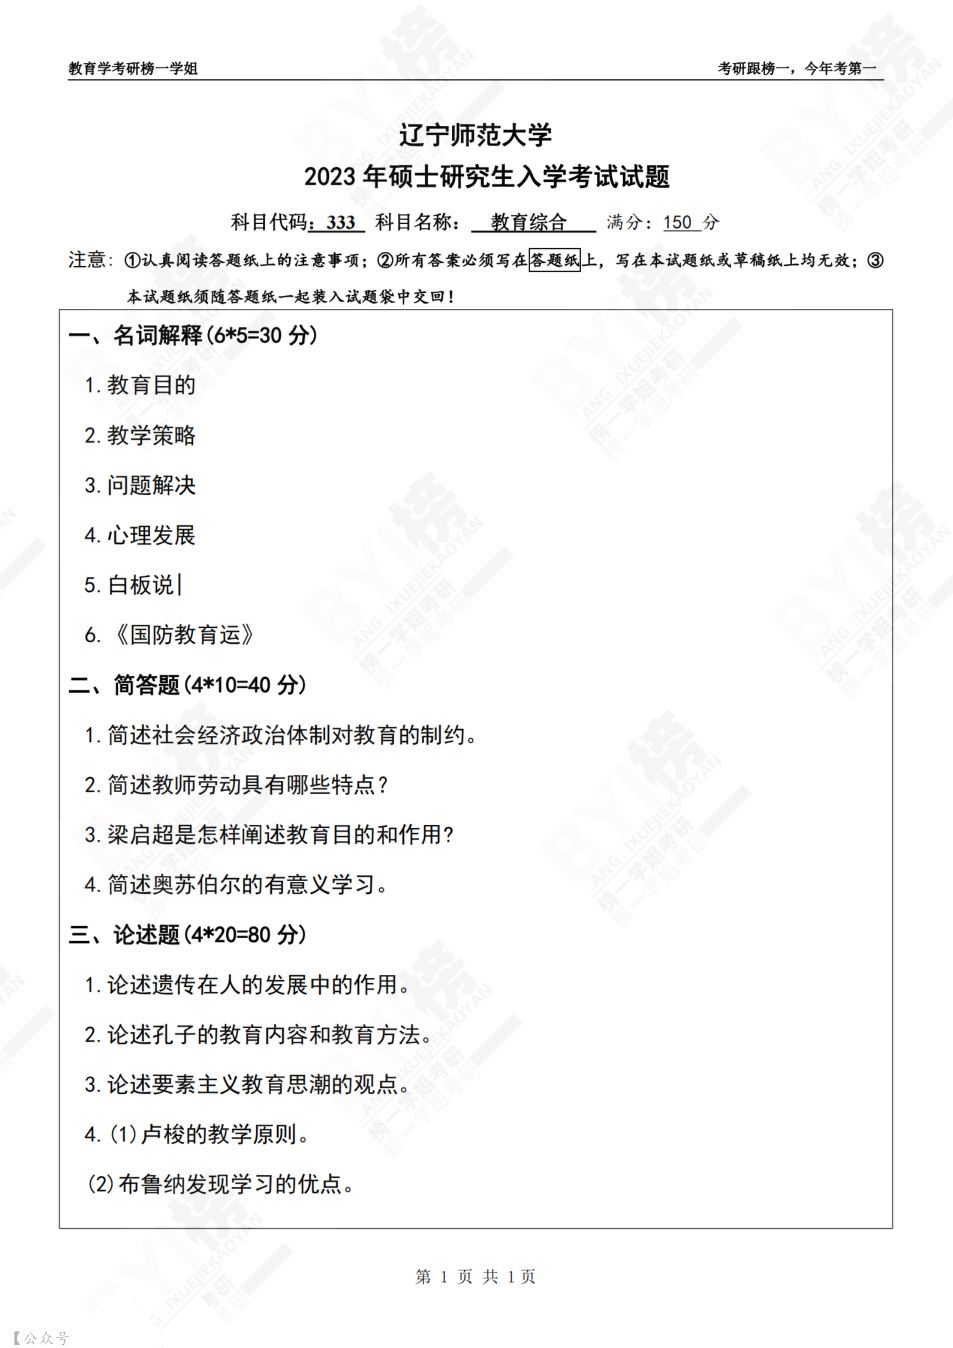 教育学考研榜一学姐 考研跟榜一，今年考第一
辽宁师范大学
2023 年硕士研究生入学考试试题
科目代码：333 科目名称： 教育综合 满分：150 分
注意：①认真阅读答题纸上的注意事项；②所有答案必须写在答题纸上，写在本试题纸或草稿纸上均无效；③
本试题纸须随答题纸一起装入试题袋中交回！
一、名词解释(6*5=30 分)
1.教育目的
2.教学策略
3.问题解决
4.心理发展
5.白板说|
6.《国防教育运》
二、简答题(4*10=40 分)
1.简述社会经济政治体制对教育的制约。
2.简述教师劳动具有哪些特点？
3.梁启超是怎样阐述教育目的和作用?
4.简述奥苏伯尔的有意义学习。
三、论述题(4*20=80 分)
1.论述遗传在人的发展中的作用。
2.论述孔子的教育内容和教育方法。
3.论述要素主义教育思潮的观点。
4.(1)卢梭的教学原则。
(2)布鲁纳发现学习的优点。
第 1 页 共 1 页
【公众号